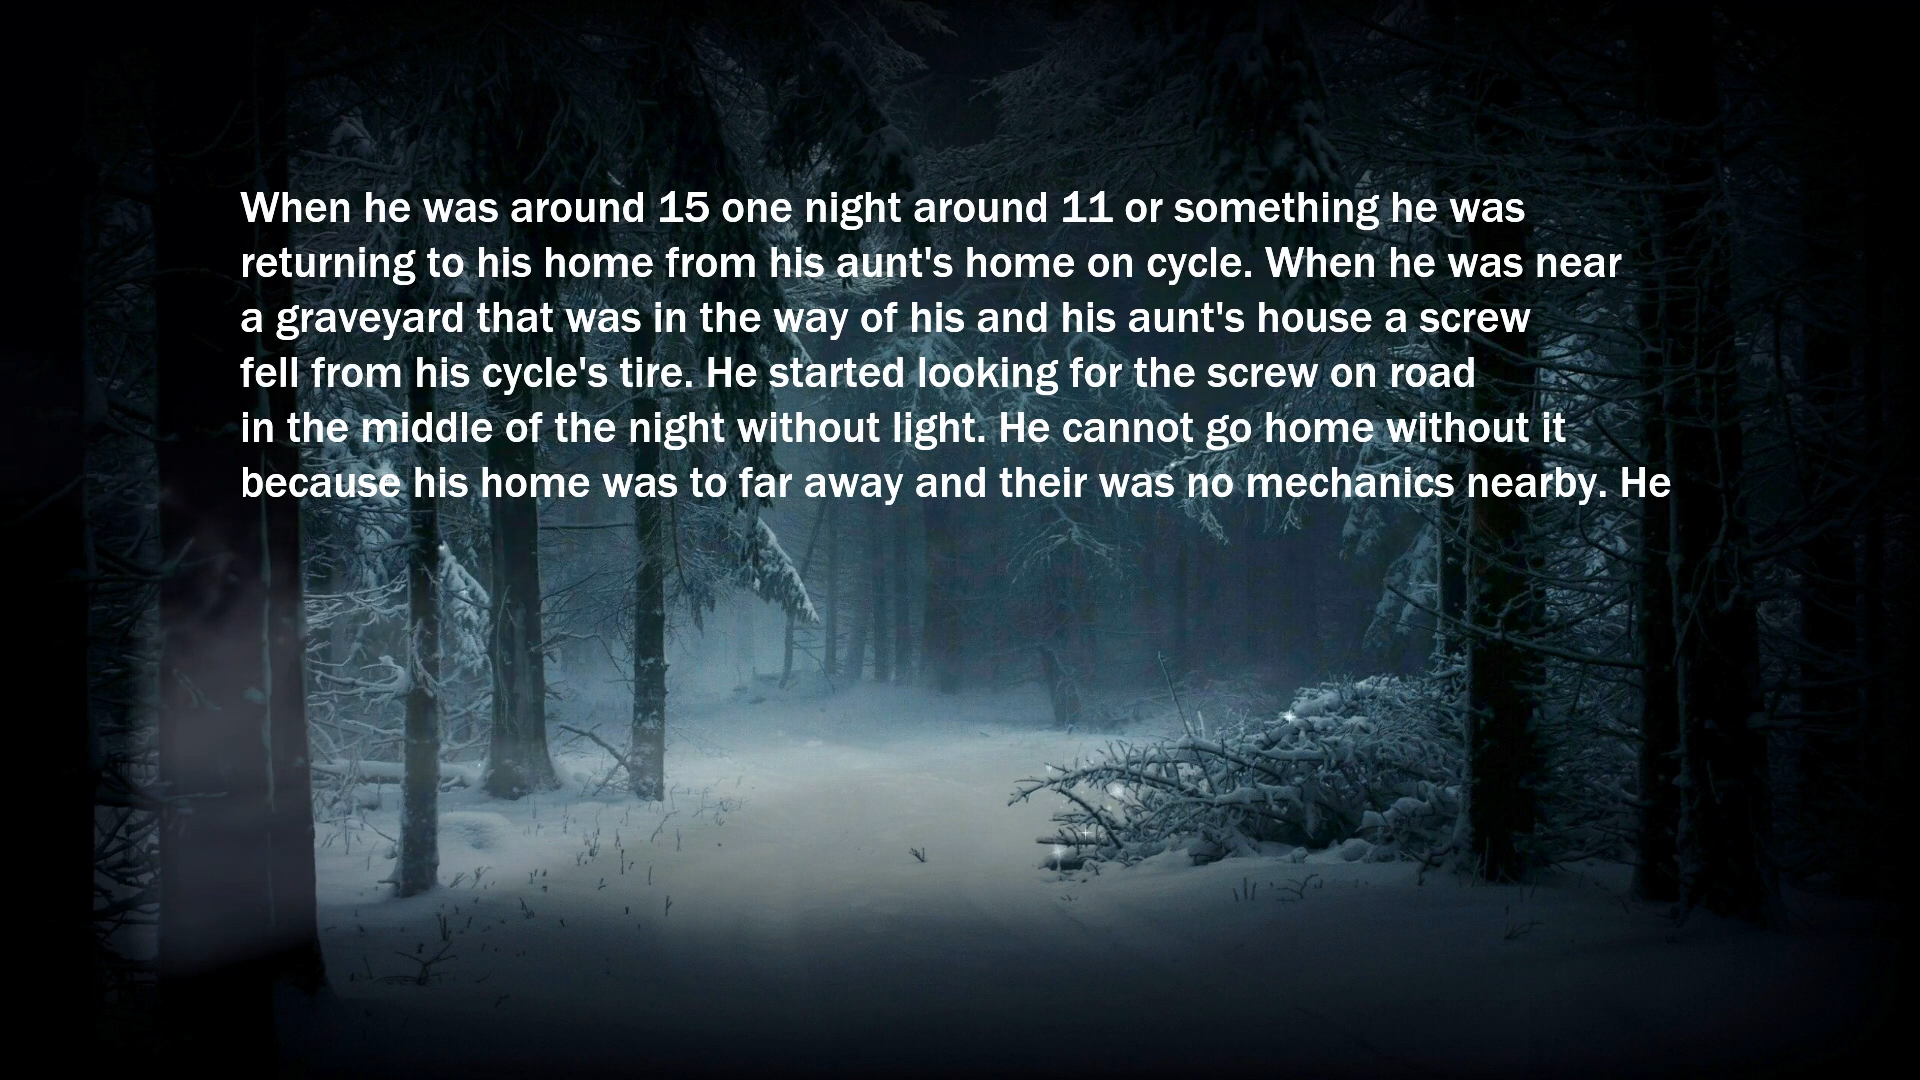 When he was around 15 one night around 11 or something he was
returning to his home from his aunt's home on cycle. When he was near
a graveyard that was in the way of his and his aunt's house a screw
fell from his cycle's tire. He started looking for the screw on road
in the middle of the night without light. He cannot go home without it
because his home was to far away and their was no mechanics nearby. He